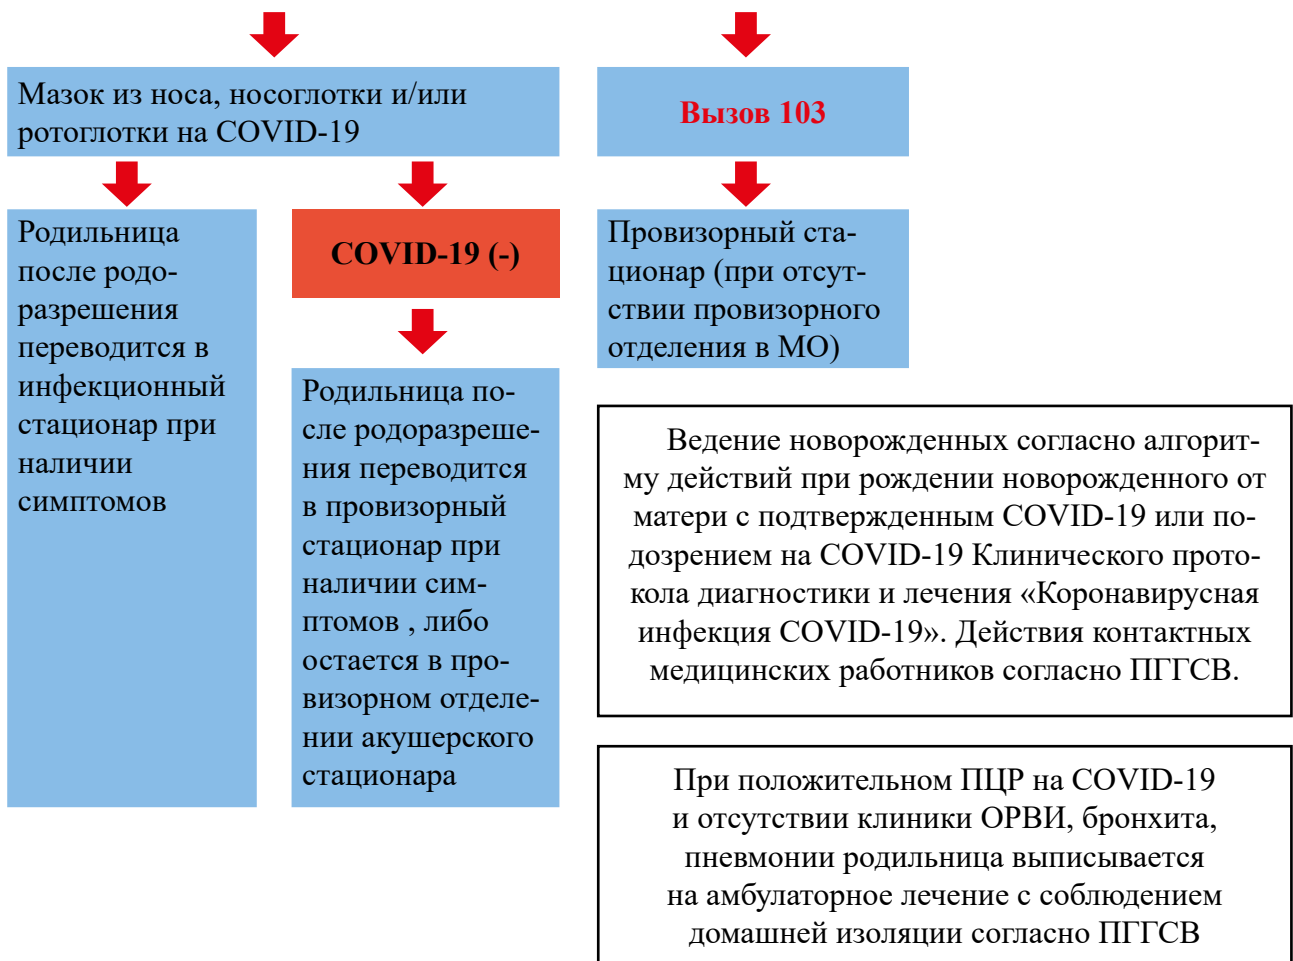 Мазок из носа, носоглотки и/или
ротоглотки на COVID-19
Вызов 103
Родильница
после родо-
разрешения
переводится в
инфекционный
стационар при
наличии
симптомов
COVID-19 (-)
Родильница по-
сле родоразреше-
ния переводится
в провизорный
стационар при
наличии сим-
птомов , либо
остается в про-
визорном отделе-
нии акушерского
стационара
Провизорный ста-
ционар (при отсут-
ствии провизорного
отделения в МО)
Ведение новорожденных согласно алгорит-
му действий при рождении новорожденного от
матери с подтвержденным COVID-19 или по-
дозрением на COVID-19 Клинического прото-
кола диагностики и лечения «Коронавирусная
инфекция COVID-19». Действия контактных
медицинских работников согласно ПГГСВ.
При положительном ПЦР на COVID-19
и отсутствии клиники ОРВИ, бронхита,
пневмонии родильница выписывается
на амбулаторное лечение с соблюдением
домашней изоляции согласно ПГГСВ